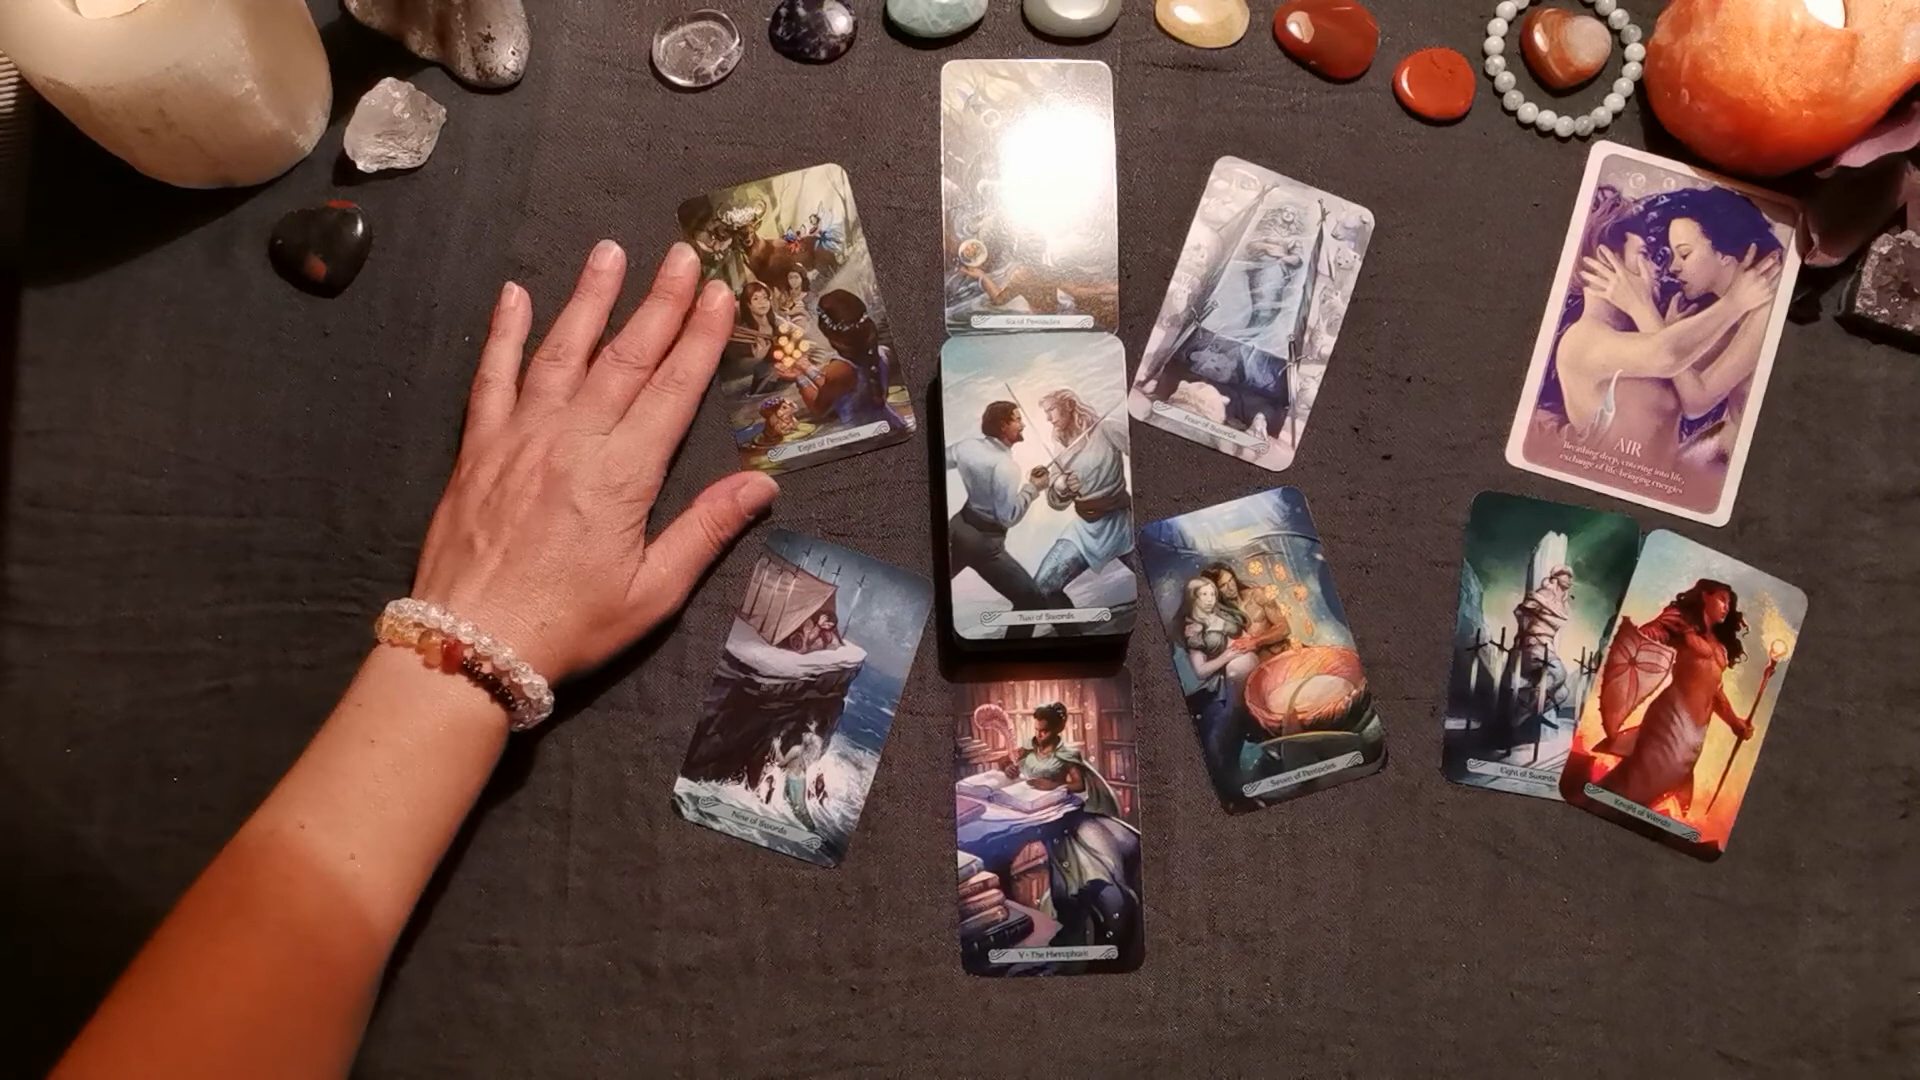 Six of Pentacles
Eight of Pentacles
Four of Swords
AIR
Breathing deep, entering into life,
exchange of life-bringing energies
Two of Swords
Nine of Swords
Seven of Pentacles
Eight of Swords
Knight of Wands
V - The Hierophant